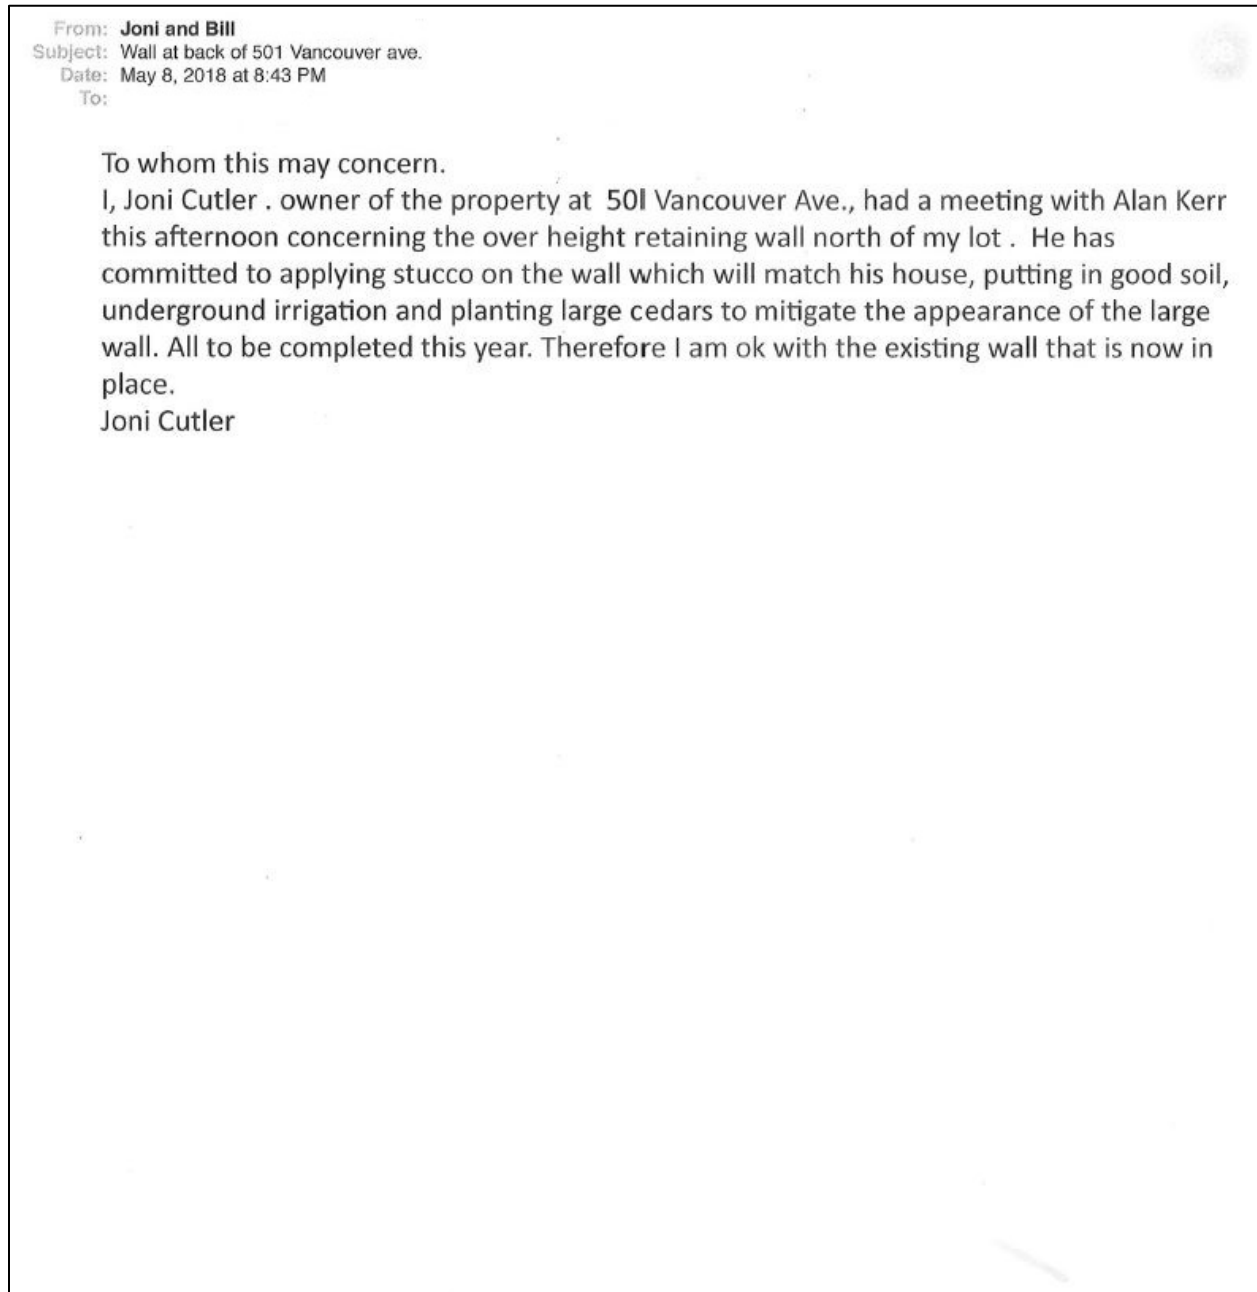 From: Joni and Bill
Subject: Wall at back of 501 Vancouver ave.
Date: May 8, 2018 at 8:43 PM
To:
To whom this may concern.
I, Joni Cutler . owner of the property at  50l Vancouver Ave., had a meeting with Alan Kerr
this afternoon concerning the over height retaining wall north of my lot .  He has
committed to applying stucco on the wall which will match his house, putting in good soil,
underground irrigation and planting large cedars to mitigate the appearance of the large
wall. All to be completed this year. Therefore I am ok with the existing wall that is now in
place.
Joni Cutler